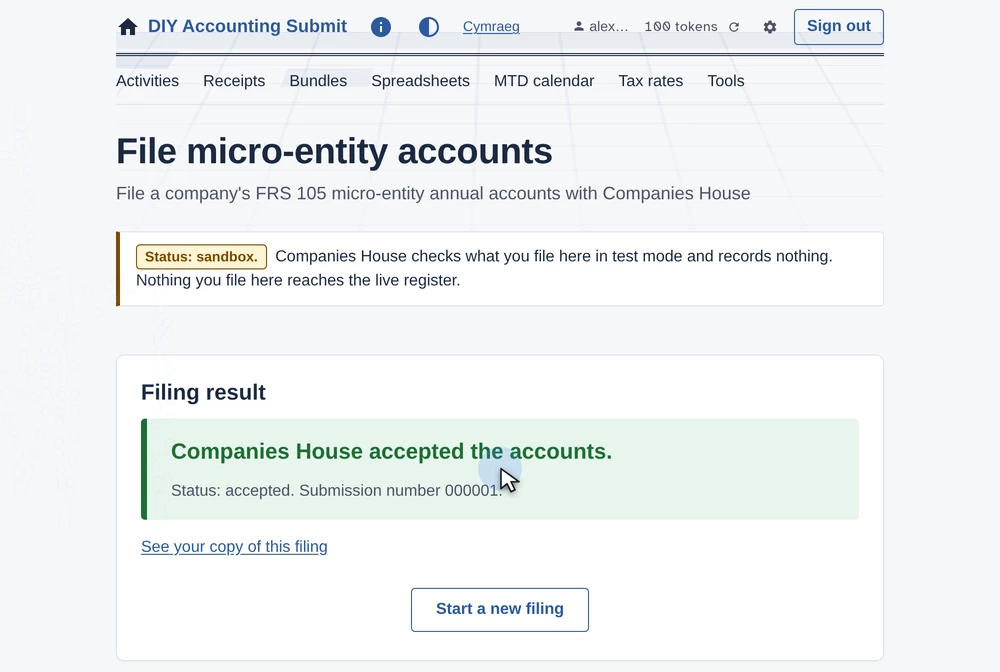 DIY Accounting Submit
Cymraeg
alex...
100 tokens
Sign out
Activities Receipts Bundles Spreadsheets MTD calendar Tax rates Tools
File micro-entity accounts
File a company's FRS 105 micro-entity annual accounts with Companies House
Status: sandbox. Companies House checks what you file here in test mode and records nothing.
Nothing you file here reaches the live register.
Filing result
Companies House accepted the accounts.
Status: accepted. Submission number 000001.
See your copy of this filing
Start a new filing